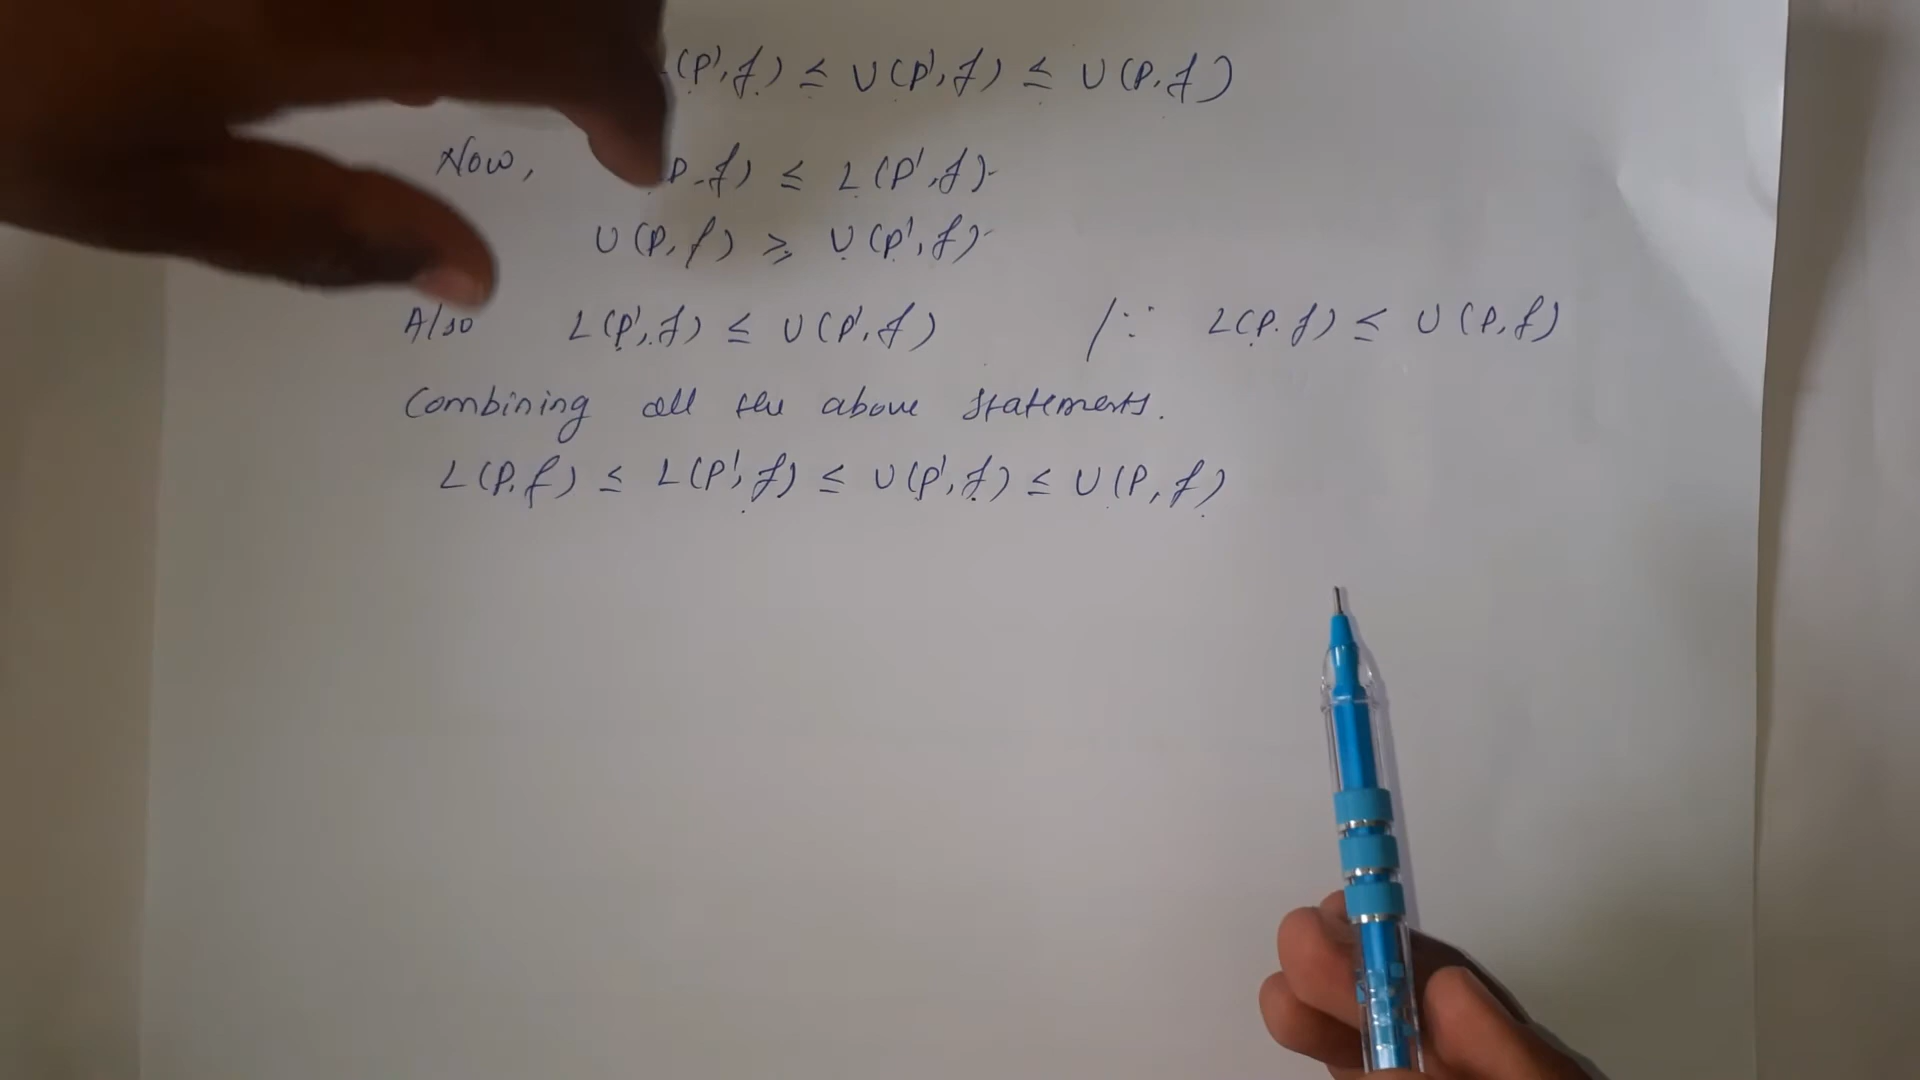 (P',f) ≤ U(P',f) ≤ U(P,f)
Now, P,f) ≤ L(P',f)
U(P,f) ≥ U(P',f)
Also L(P',f) ≤ U(P',f) /∵ L(P.f) ≤ U(P,f)
Combining all the above statements.
L(P,f) ≤ L(P',f) ≤ U(P',f) ≤ U(P,f)